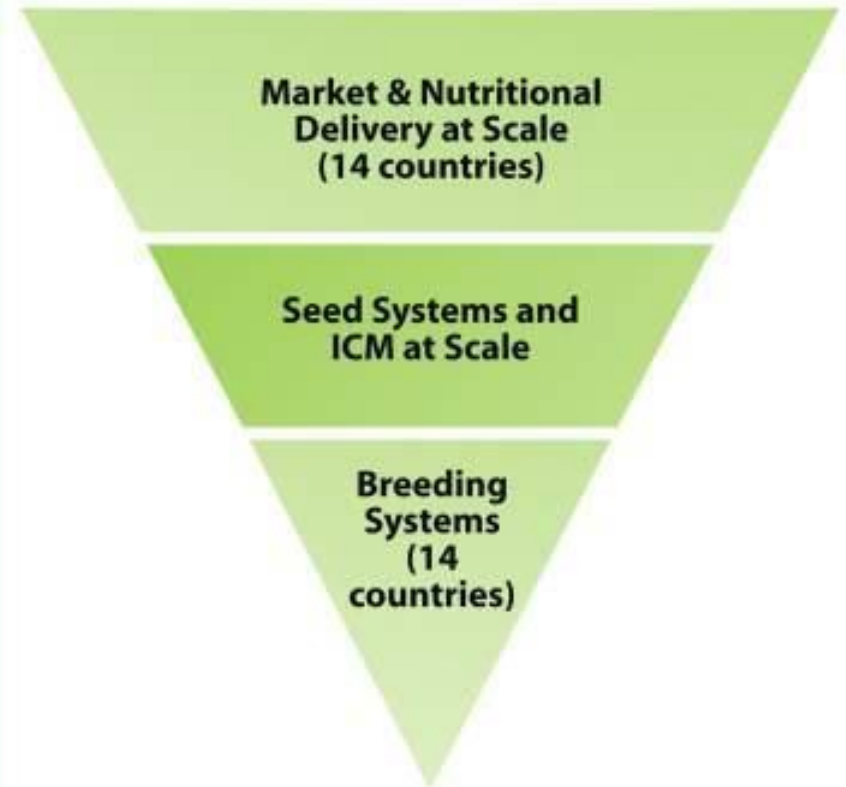 Market & Nutritional
Delivery at Scale
(14 countries)
Seed Systems and
ICM at Scale
Breeding
Systems
(14
countries)